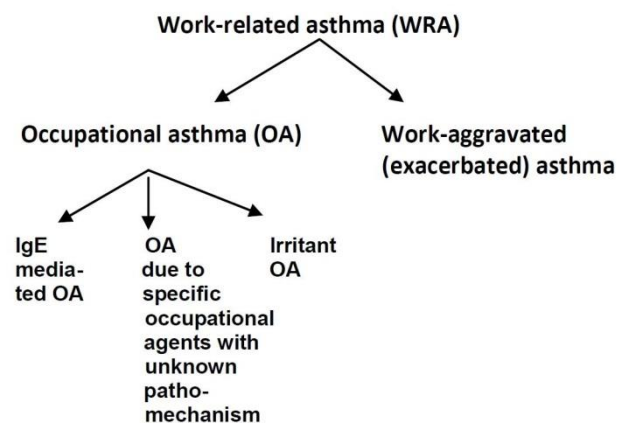 Work-related asthma (WRA)
Occupational asthma (OA)
Work-aggravated
(exacerbated) asthma
IgE
media-
ted OA
OA
due to
specific
occupational
agents with
unknown
patho-
mechanism
Irritant
OA